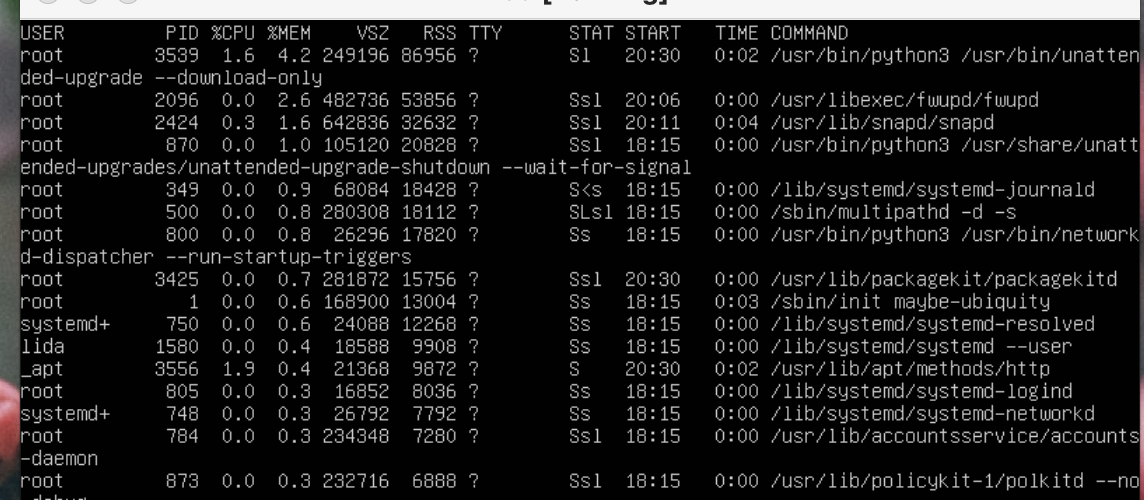 USER PID %CPU %MEM VSZ RSS TTY STAT START TIME COMMAND
root 3539 1.6 4.2 249196 86956 ? Sl 20:30 0:02 /usr/bin/python3 /usr/bin/unatten
ded-upgrade --download-only
root 2096 0.0 2.6 482736 53856 ? Ssl 20:06 0:00 /usr/libexec/fwupd/fwupd
root 2424 0.3 1.6 642836 32632 ? Ssl 20:11 0:04 /usr/lib/snapd/snapd
root 870 0.0 1.0 105120 20828 ? Ssl 18:15 0:00 /usr/bin/python3 /usr/share/unatt
ended-upgrades/unattended-upgrade-shutdown --wait-for-signal
root 349 0.0 0.9 68084 18428 ? S<s 18:15 0:00 /lib/systemd/systemd-journald
root 500 0.0 0.8 280308 18112 ? SLsl 18:15 0:00 /sbin/multipathd -d -s
root 800 0.0 0.8 26296 17820 ? Ss 18:15 0:00 /usr/bin/python3 /usr/bin/network
d-dispatcher --run-startup-triggers
root 3425 0.0 0.7 281872 15756 ? Ssl 20:30 0:00 /usr/lib/packagekit/packagekitd
root 1 0.0 0.6 168900 13004 ? Ss 18:15 0:03 /sbin/init maybe-ubiquity
systemd+ 750 0.0 0.6 24088 12268 ? Ss 18:15 0:00 /lib/systemd/systemd-resolved
lida 1580 0.0 0.4 18588 9908 ? Ss 18:15 0:00 /lib/systemd/systemd --user
_apt 3556 1.9 0.4 21368 9872 ? S 20:30 0:02 /usr/lib/apt/methods/http
root 805 0.0 0.3 16852 8036 ? Ss 18:15 0:00 /lib/systemd/systemd-logind
systemd+ 748 0.0 0.3 26792 7792 ? Ss 18:15 0:00 /lib/systemd/systemd-networkd
root 784 0.0 0.3 234348 7280 ? Ssl 18:15 0:00 /usr/lib/accountsservice/accounts
-daemon
root 873 0.0 0.3 232716 6888 ? Ssl 18:15 0:00 /usr/lib/policykit-1/polkitd --no